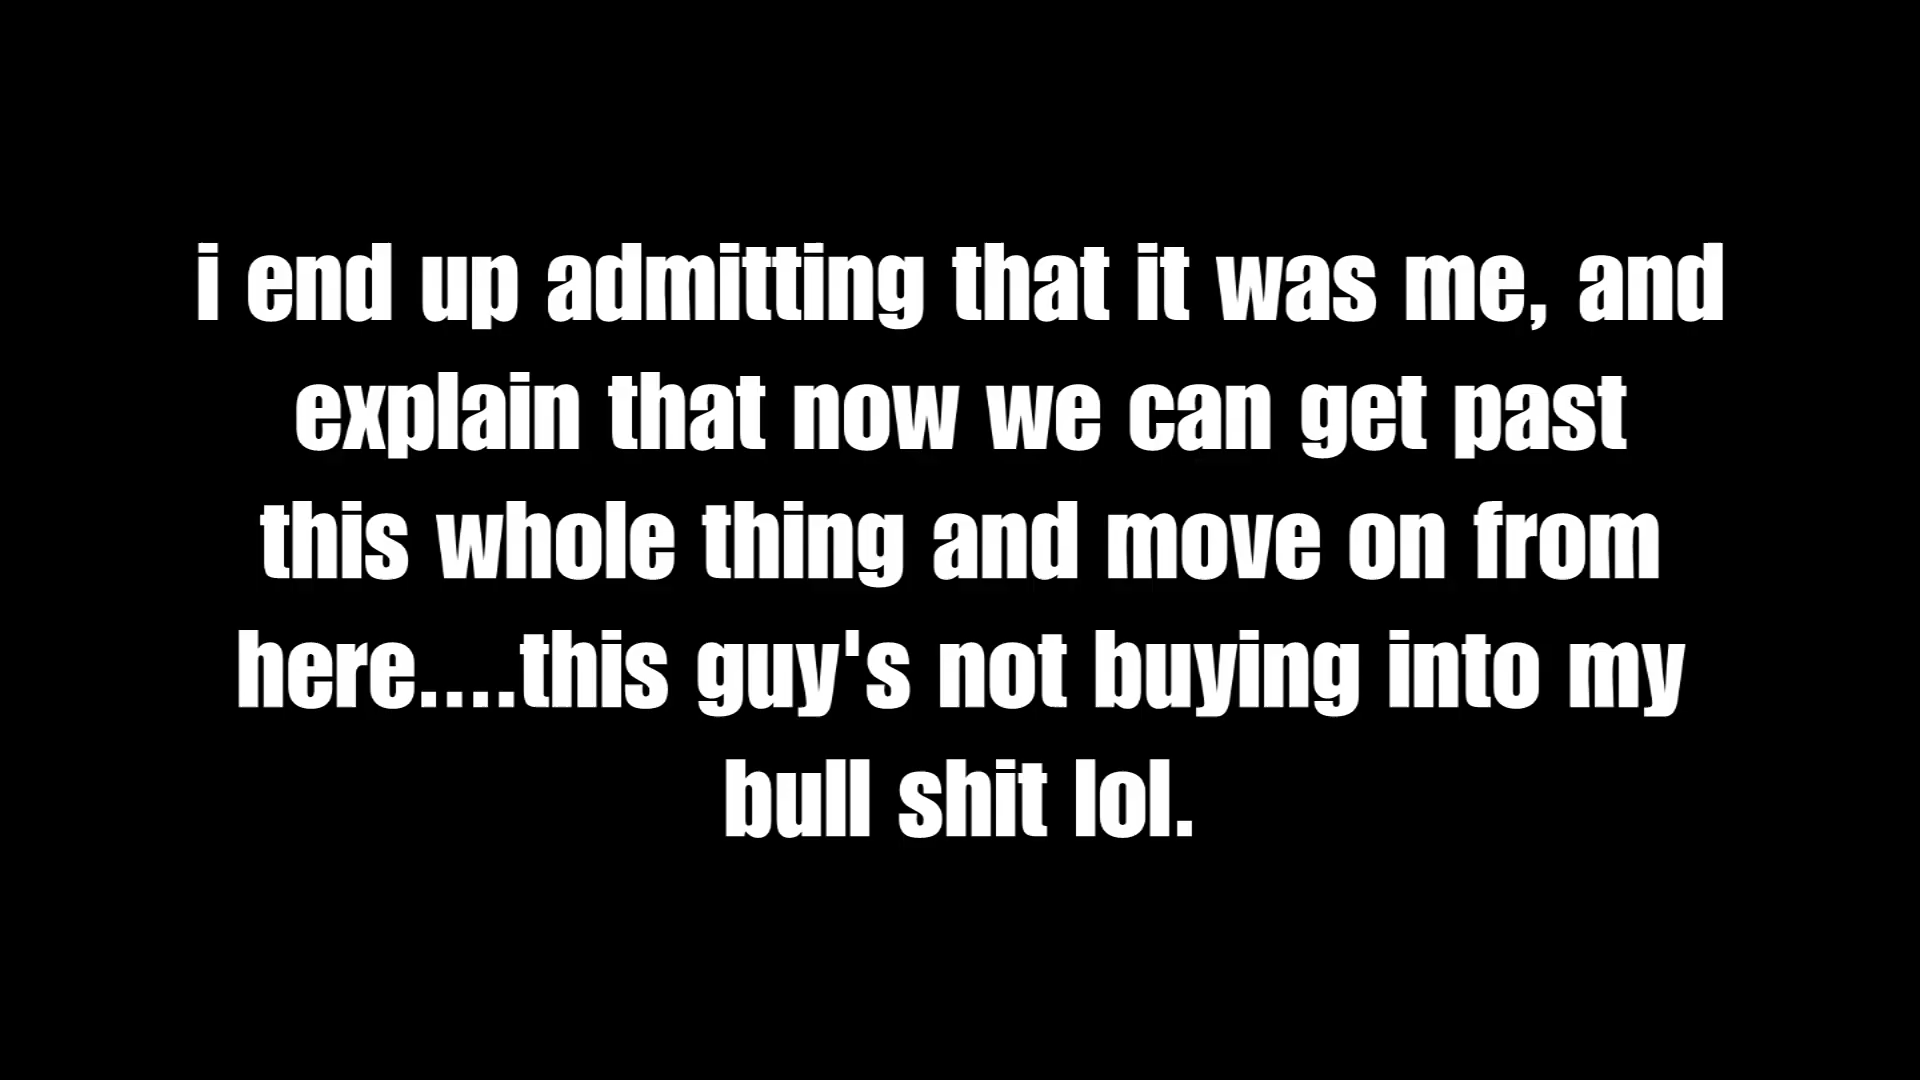 i end up admitting that it was me, and
explain that now we can get past
this whole thing and move on from
here....this guy's not buying into my
bull shit lol.